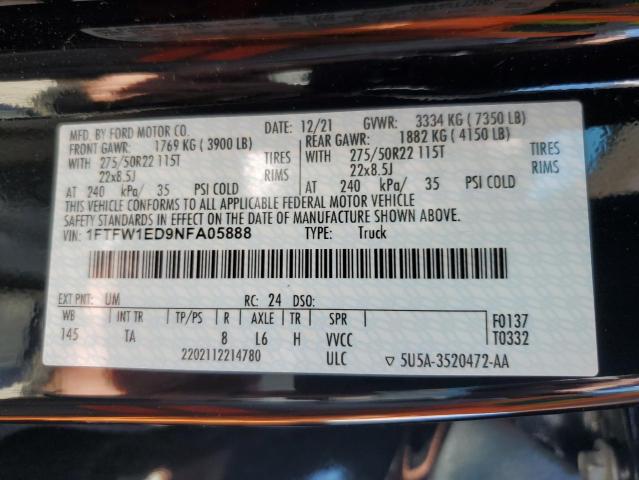 MFD. BY FORD MOTOR CO. DATE: 12/21 GVWR: 3334 KG ( 7350 LB)
FRONT GAWR: 1769 KG ( 3900 LB) REAR GAWR: 1882 KG ( 4150 LB)
WITH 275/50R22 115T TIRES WITH 275/50R22 115T TIRES
22x8.5J RIMS 22x8.5J RIMS
AT 240 kPa/ 35 PSI COLD AT 240 kPa/ 35 PSI COLD
THIS VEHICLE CONFORMS TO ALL APPLICABLE FEDERAL MOTOR VEHICLE
SAFETY STANDARDS IN EFFECT ON THE DATE OF MANUFACTURE SHOWN ABOVE.
VIN: 1FTFW1ED9NFA05888 TYPE: Truck
EXT PNT: UM RC: 24 DSO:
WB INT TR TP/PS R AXLE TR SPR F0137
145 TA 8 L6 H VVCC T0332
2202112214780 ULC ▽ 5U5A-3520472-AA